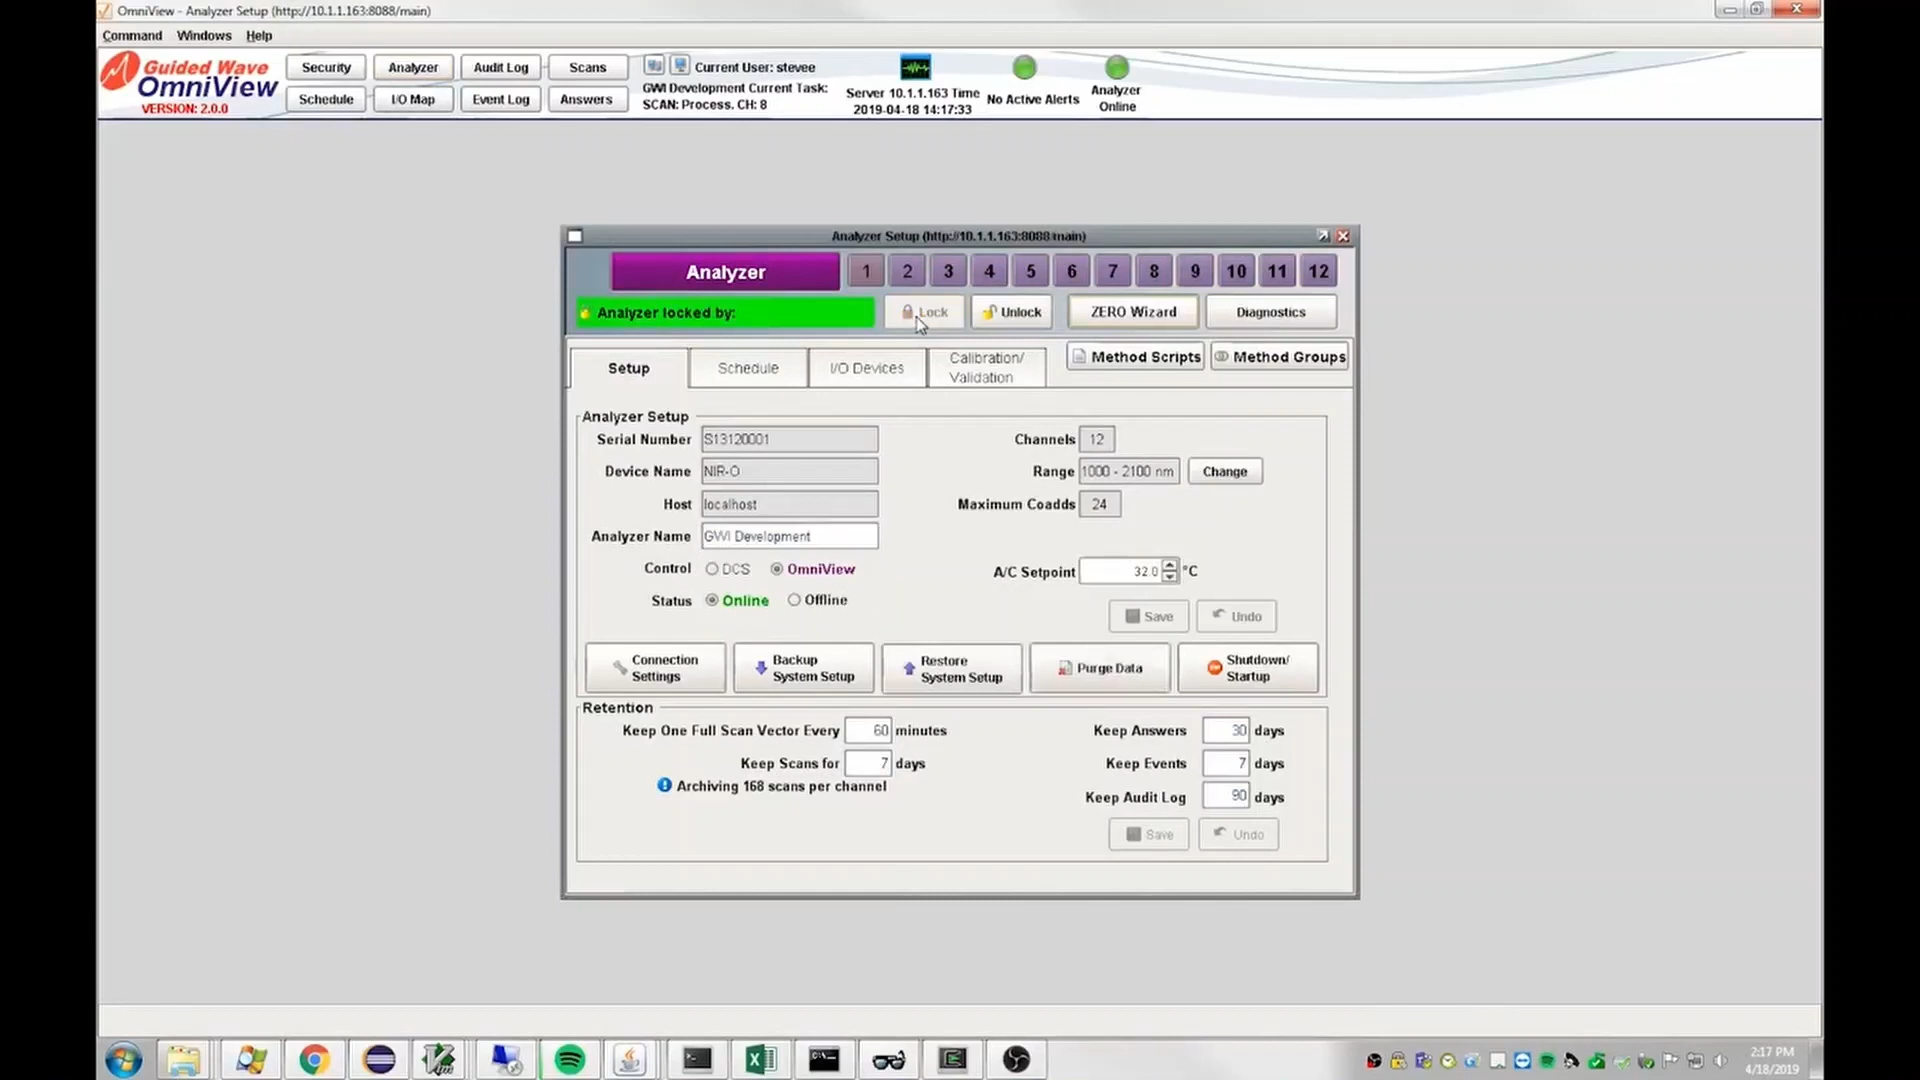 OmniView - Analyzer Setup (http://10.1.1.163:8088/main)
Command Windows Help
Guided Wave
OmniView
VERSION: 2.0.0
Security Analyzer Audit Log Scans
Schedule I/O Map Event Log Answers
Current User: stevee
GWI Development Current Task:
SCAN: Process. CH: 8
Server 10.1.1.163 Time
2019-04-18 14:17:33
No Active Alerts
Analyzer
Online
Analyzer Setup (http://10.1.1.163:8088/main)
Analyzer 1 2 3 4 5 6 7 8 9 10 11 12
Analyzer locked by: Lock Unlock ZERO Wizard Diagnostics
Setup Schedule I/O Devices Calibration/
Validation
Method Scripts Method Groups
Analyzer Setup
Serial Number S13120001 Channels 12
Device Name NIR-O Range 1000 - 2100 nm Change
Host localhost Maximum Coadds 24
Analyzer Name GWI Development
Control DCS OmniView A/C Setpoint 32.0 °C
Status Online Offline
Save Undo
Connection
Settings
Backup
System Setup
Restore
System Setup
Purge Data
Shutdown/
Startup
Retention
Keep One Full Scan Vector Every 60 minutes Keep Answers 30 days
Keep Scans for 7 days Keep Events 7 days
Archiving 168 scans per channel Keep Audit Log 90 days
Save Undo
2:17 PM
4/18/2019